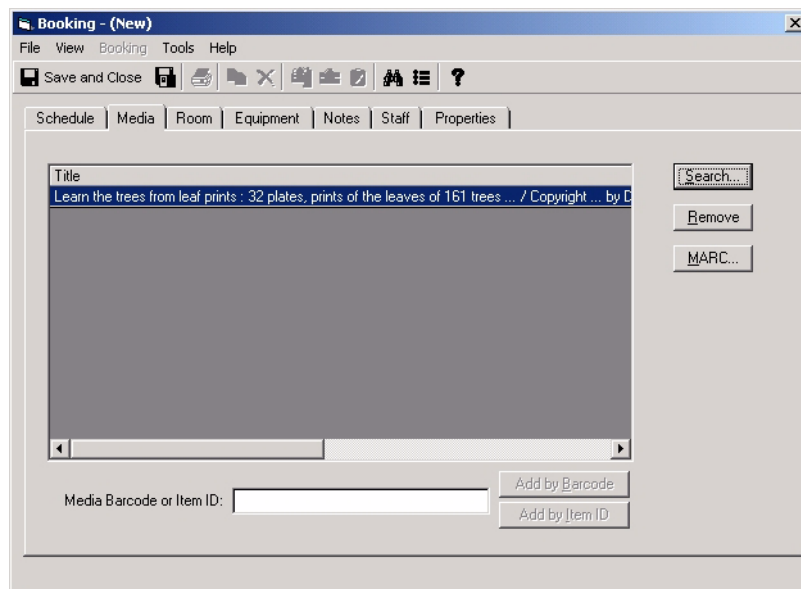 Booking - (New)
File View Booking Tools Help
Save and Close ?
Schedule Media Room Equipment Notes Staff Properties
Title
Learn the trees from leaf prints : 32 plates, prints of the leaves of 161 trees ... / Copyright ... by D
Search...
Remove
MARC...
Media Barcode or Item ID:
Add by Barcode
Add by Item ID